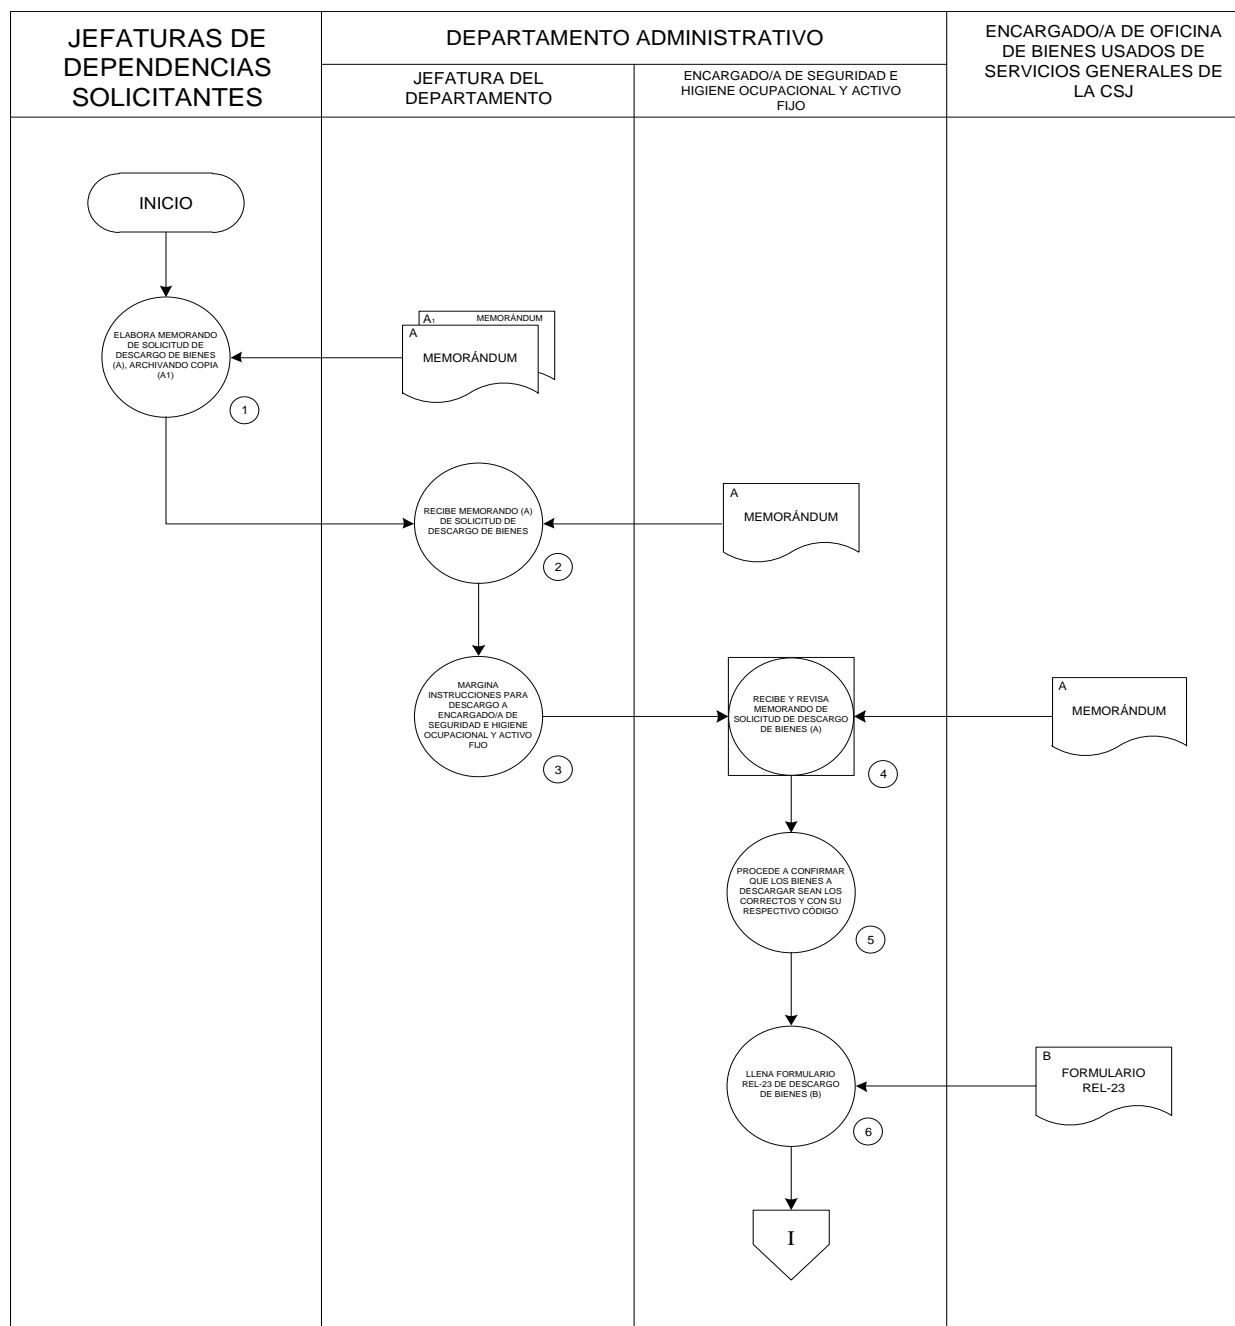 JEFATURAS DE
DEPENDENCIAS
SOLICITANTES
DEPARTAMENTO ADMINISTRATIVO
JEFATURA DEL
DEPARTAMENTO
ENCARGADO/A DE SEGURIDAD E
HIGIENE OCUPACIONAL Y ACTIVO
FIJO
ENCARGADO/A DE OFICINA
DE BIENES USADOS DE
SERVICIOS GENERALES DE
LA CSJ
INICIO
ELABORA MEMORANDO
DE SOLICITUD DE
DESCARGO DE BIENES
(A), ARCHIVANDO COPIA
(A1)
1
A1 MEMORÁNDUM
A
MEMORÁNDUM
RECIBE MEMORANDO (A)
DE SOLICITUD DE
DESCARGO DE BIENES
2
A
MEMORÁNDUM
MARGINA
INSTRUCCIONES PARA
DESCARGO A
ENCARGADO/A DE
SEGURIDAD E HIGIENE
OCUPACIONAL Y ACTIVO
FIJO
3
RECIBE Y REVISA
MEMORANDO DE
SOLICITUD DE DESCARGO
DE BIENES (A)
4
A
MEMORÁNDUM
PROCEDE A CONFIRMAR
QUE LOS BIENES A
DESCARGAR SEAN LOS
CORRECTOS Y CON SU
RESPECTIVO CÓDIGO
5
LLENA FORMULARIO
REL-23 DE DESCARGO
DE BIENES (B)
6
B
FORMULARIO
REL-23
I